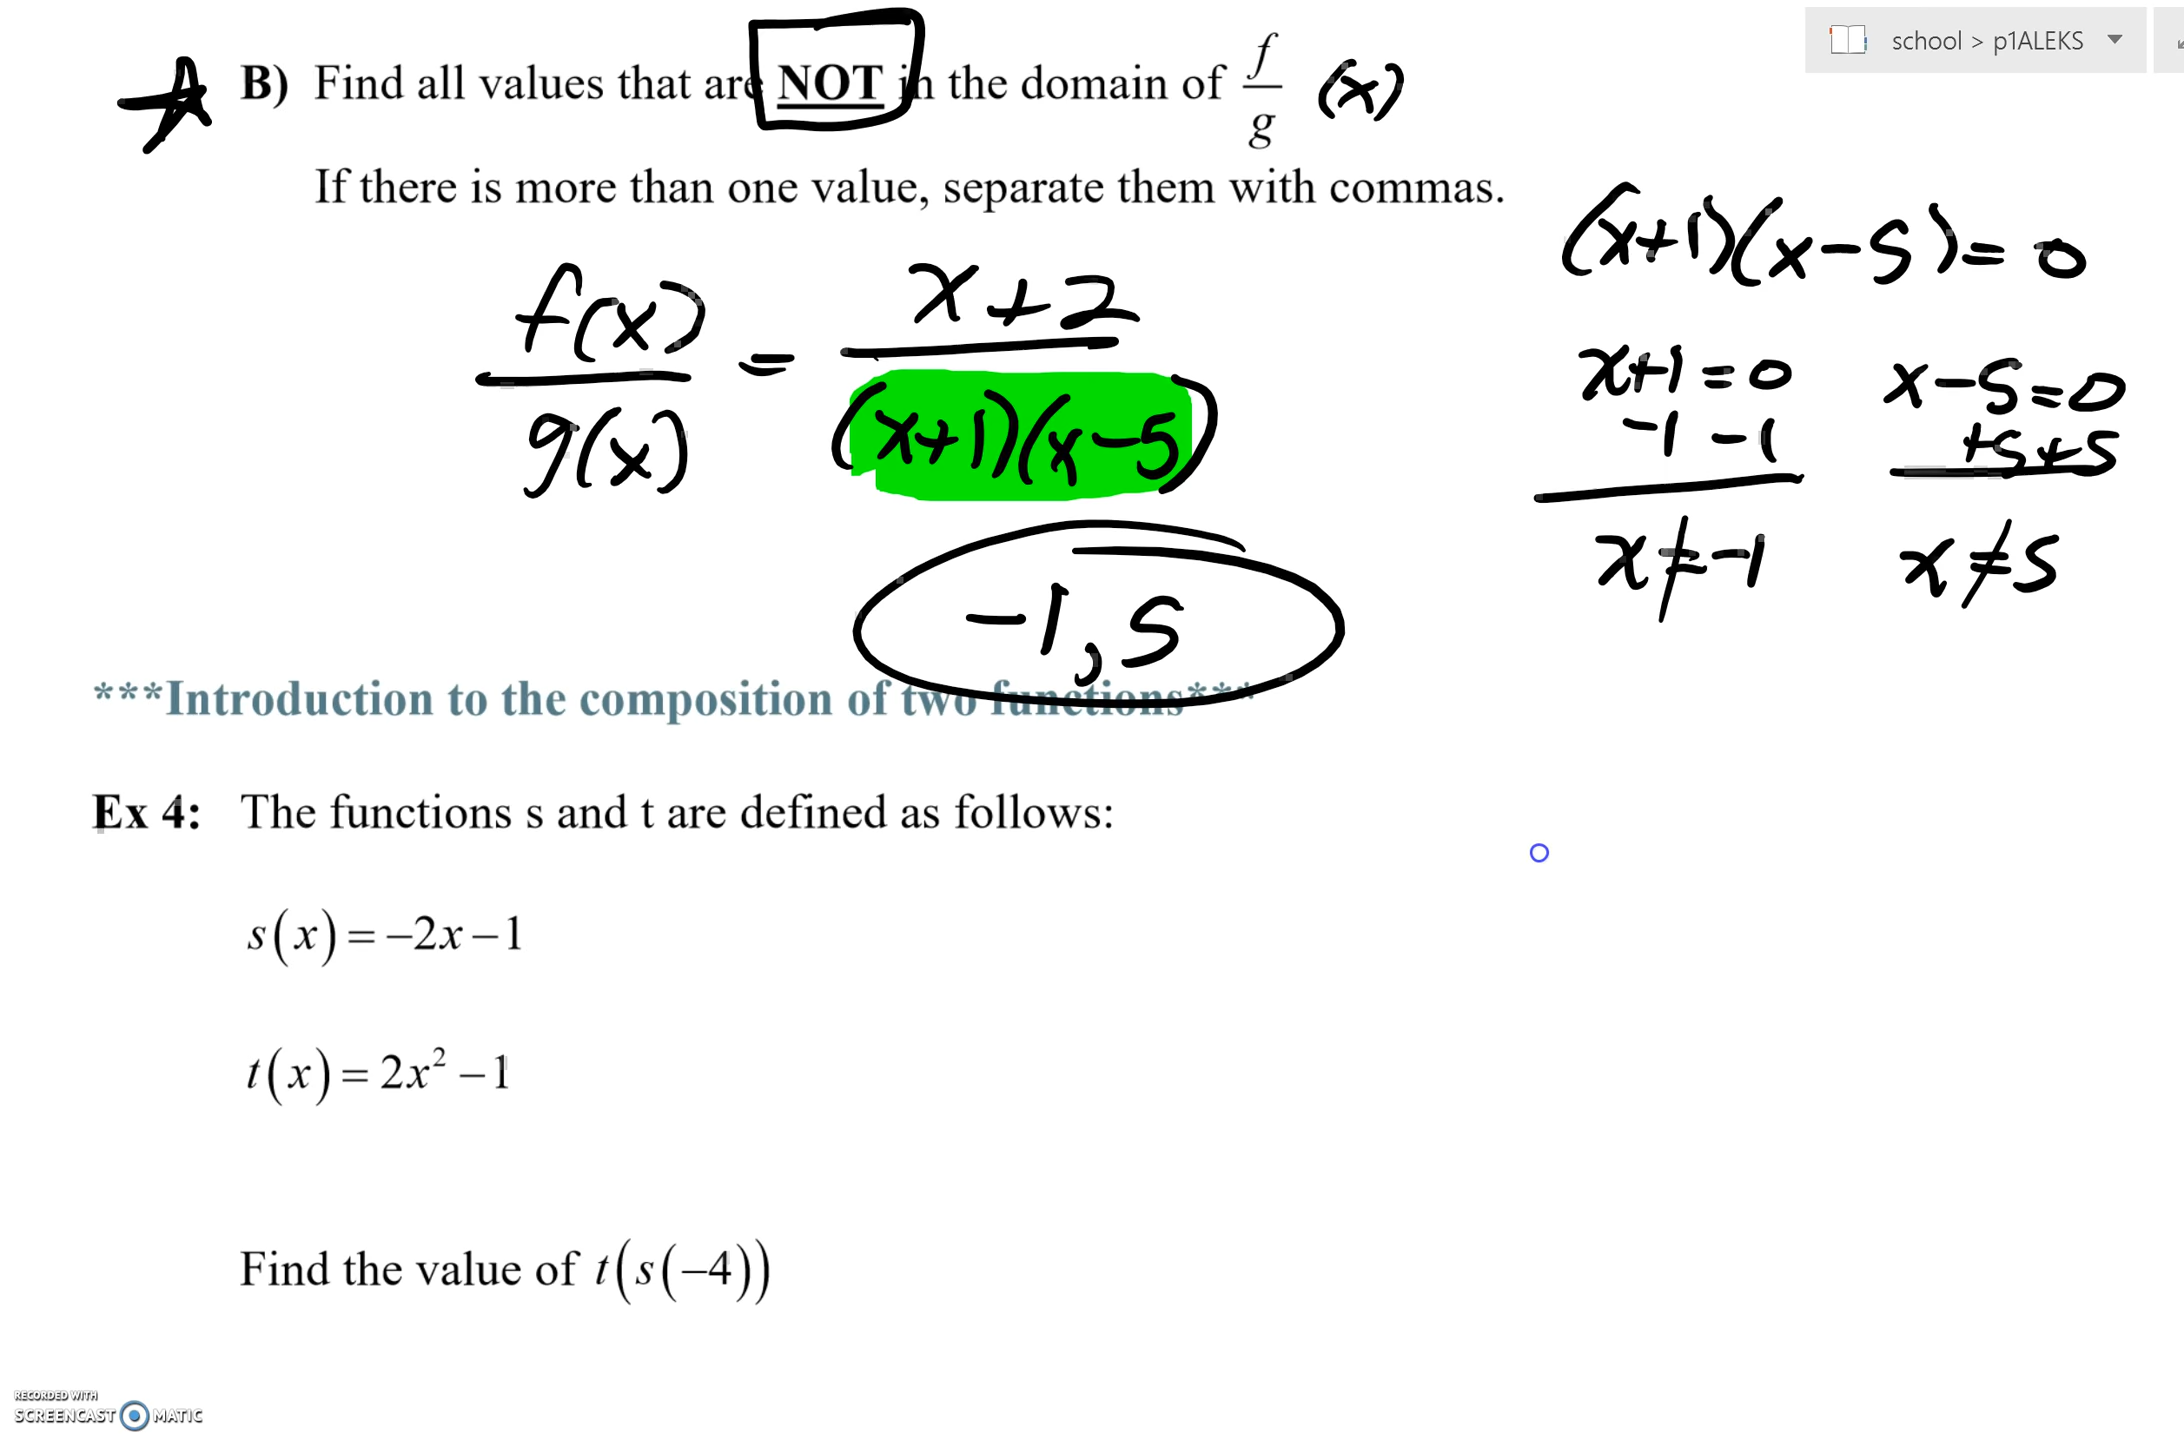 school > p1ALEKS
B) Find all values that are NOT in the domain of f/g (x)
If there is more than one value, separate them with commas.
f(x)/g(x) = x+2/(x+1)(x-5)
-1,5
(x+1)(x-5)=0
x+1=0 x-5=0
-1 -1 +5+5
x≠-1 x≠5
***Introduction to the composition of two functions***
Ex 4: The functions s and t are defined as follows:
s(x)=−2x−1
t(x)=2x²−1
Find the value of t(s(−4))
RECORDED WITH
SCREENCAST MATIC